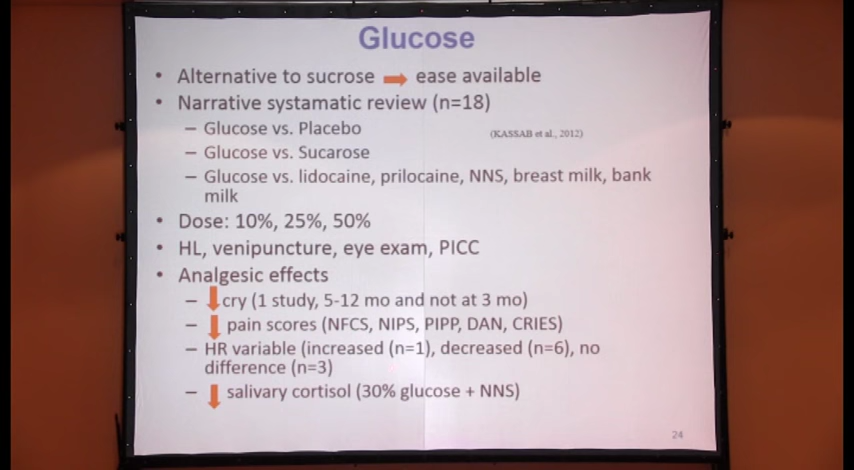 Glucose
• Alternative to sucrose ➡ ease available
• Narrative systamatic review (n=18)
– Glucose vs. Placebo
(KASSAB et al., 2012)
– Glucose vs. Sucarose
– Glucose vs. lidocaine, prilocaine, NNS, breast milk, bank
milk
• Dose: 10%, 25%, 50%
• HL, venipuncture, eye exam, PICC
• Analgesic effects
– ⬇ cry (1 study, 5-12 mo and not at 3 mo)
– ⬇ pain scores (NFCS, NIPS, PIPP, DAN, CRIES)
– HR variable (increased (n=1), decreased (n=6), no
difference (n=3)
– ⬇ salivary cortisol (30% glucose + NNS)
24